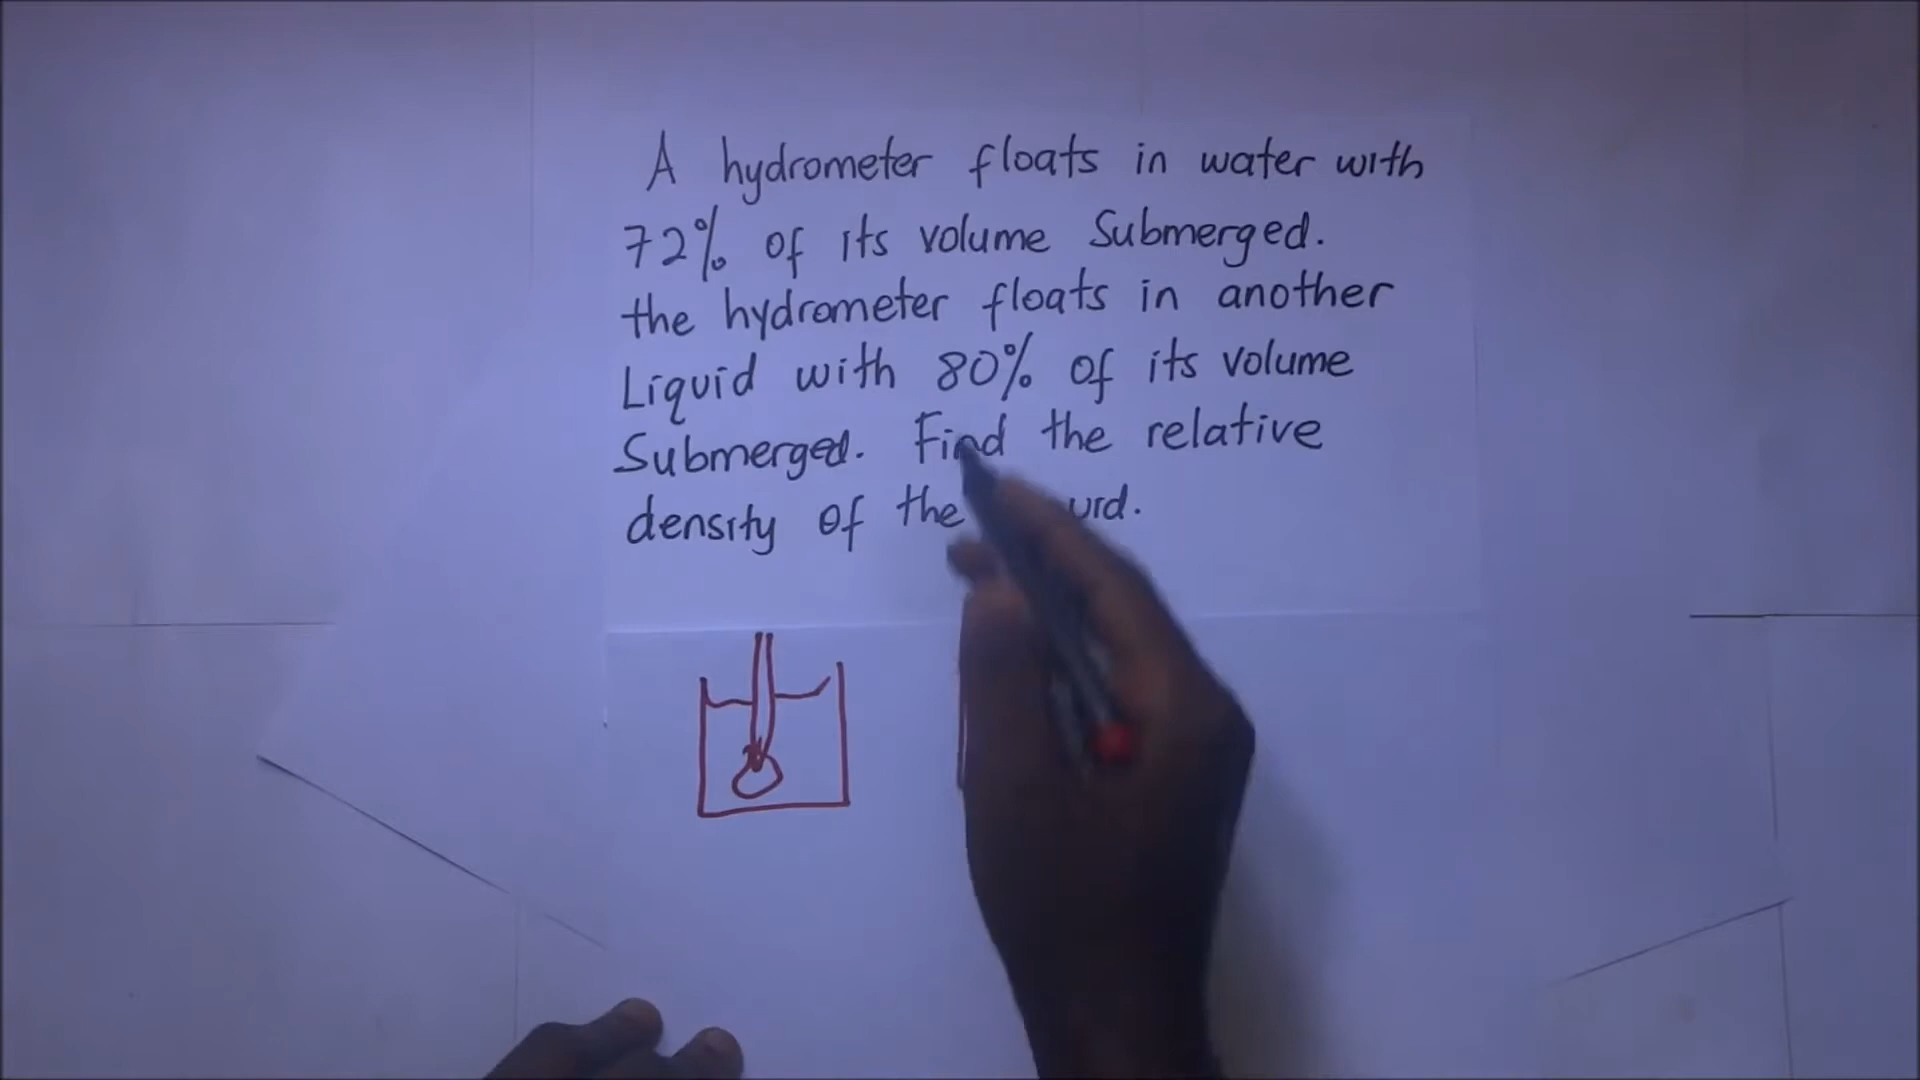 A hydrometer floats in water with
72% of its volume Submerged.
the hydrometer floats in another
Liquid with 80% of its volume
Submerged. Find the relative
density of the